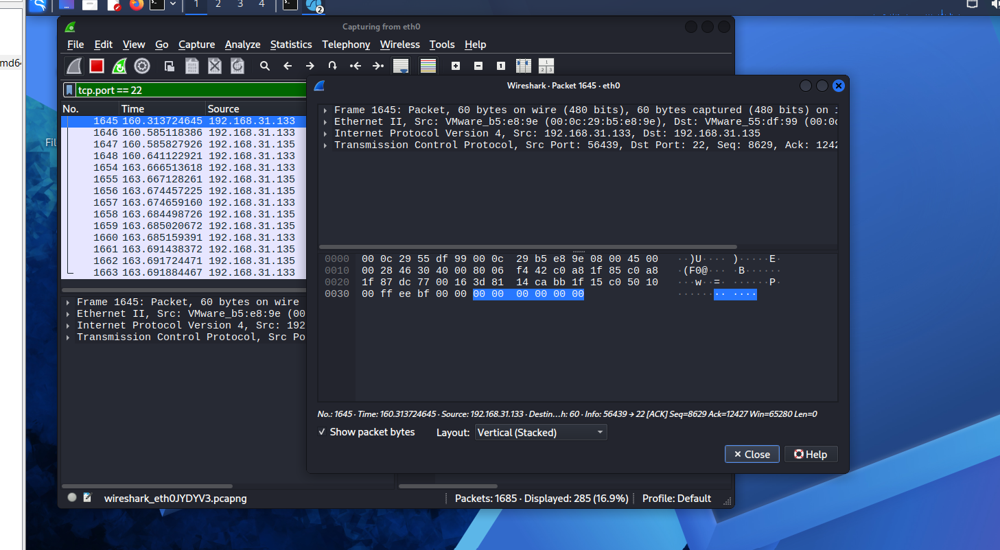 1 2 3 4
2
md64
Fil
Capturing from eth0
File Edit View Go Capture Analyze Statistics Telephony Wireless Tools Help
tcp.port == 22
No. Time Source
1645 160.313724645 192.168.31.133
1646 160.585118386 192.168.31.133
1647 160.585827926 192.168.31.135
1648 160.641122921 192.168.31.133
1654 163.666513618 192.168.31.133
1655 163.667128261 192.168.31.135
1656 163.674457225 192.168.31.135
1657 163.674659160 192.168.31.133
1658 163.684498726 192.168.31.135
1659 163.685020672 192.168.31.135
1660 163.685159391 192.168.31.133
1661 163.691438372 192.168.31.135
1662 163.691724471 192.168.31.135
1663 163.691884467 192.168.31.133
Frame 1645: Packet, 60 bytes on wire
Ethernet II, Src: VMware_b5:e8:9e (00
Internet Protocol Version 4, Src: 192
Transmission Control Protocol, Src Po
wireshark_eth0JYDYV3.pcapng
Packets: 1685 · Displayed: 285 (16.9%)
Profile: Default
Wireshark · Packet 1645 · eth0
Frame 1645: Packet, 60 bytes on wire (480 bits), 60 bytes captured (480 bits) on i
Ethernet II, Src: VMware_b5:e8:9e (00:0c:29:b5:e8:9e), Dst: VMware_55:df:99 (00:0c
Internet Protocol Version 4, Src: 192.168.31.133, Dst: 192.168.31.135
Transmission Control Protocol, Src Port: 56439, Dst Port: 22, Seq: 8629, Ack: 1242
0000 00 0c 29 55 df 99 00 0c 29 b5 e8 9e 08 00 45 00 ··)U···· )·····E·
0010 00 28 46 30 40 00 80 06 f4 42 c0 a8 1f 85 c0 a8 ·(F0@··· ·B······
0020 1f 87 dc 77 00 16 3d 81 14 ca bb 1f 15 c0 50 10 ···w··=· ······P·
0030 00 ff ee bf 00 00 00 00 00 00 00 00 ········ ····
No.: 1645 · Time: 160.313724645 · Source: 192.168.31.133 · Destin…h: 60 · Info: 56439 → 22 [ACK] Seq=8629 Ack=12427 Win=65280 Len=0
Show packet bytes Layout: Vertical (Stacked)
Close Help